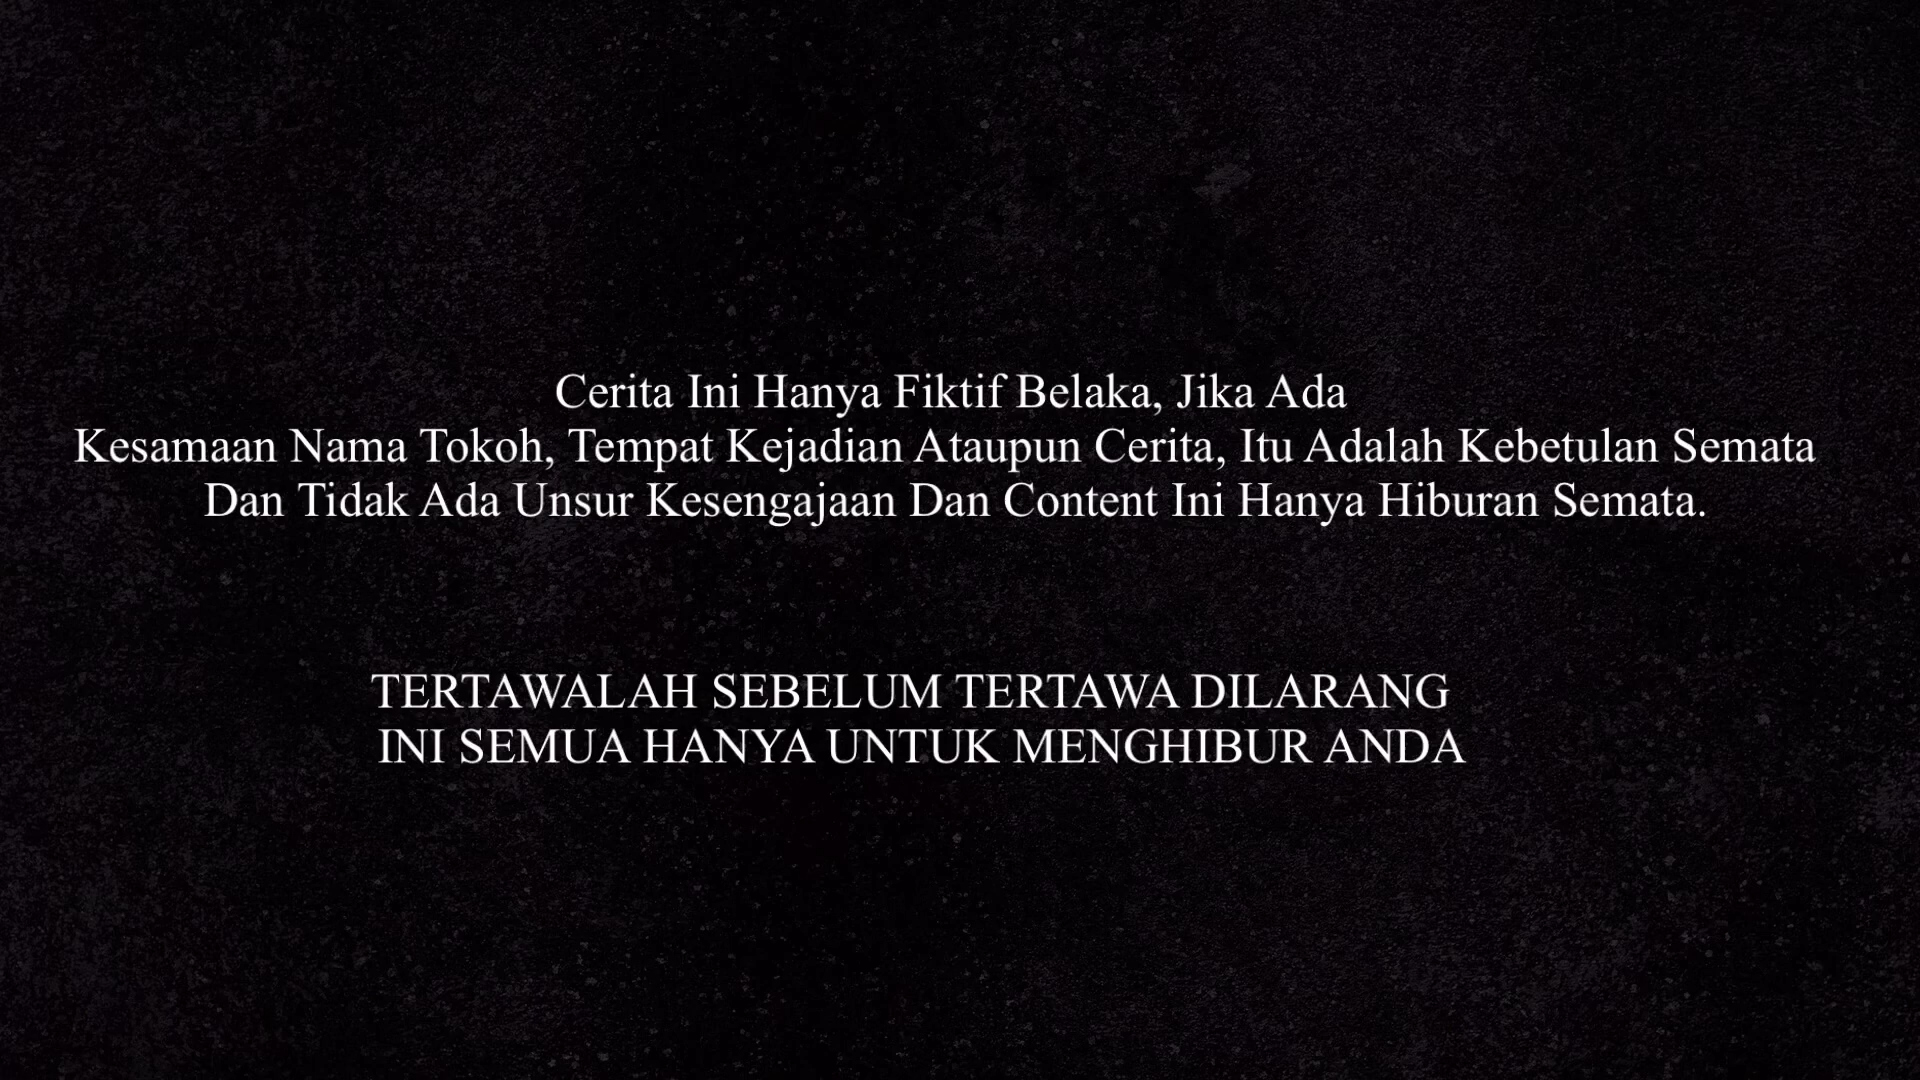 Cerita Ini Hanya Fiktif Belaka, Jika Ada
Kesamaan Nama Tokoh, Tempat Kejadian Ataupun Cerita, Itu Adalah Kebetulan Semata
Dan Tidak Ada Unsur Kesengajaan Dan Content Ini Hanya Hiburan Semata.
TERTAWALAH SEBELUM TERTAWA DILARANG
INI SEMUA HANYA UNTUK MENGHIBUR ANDA